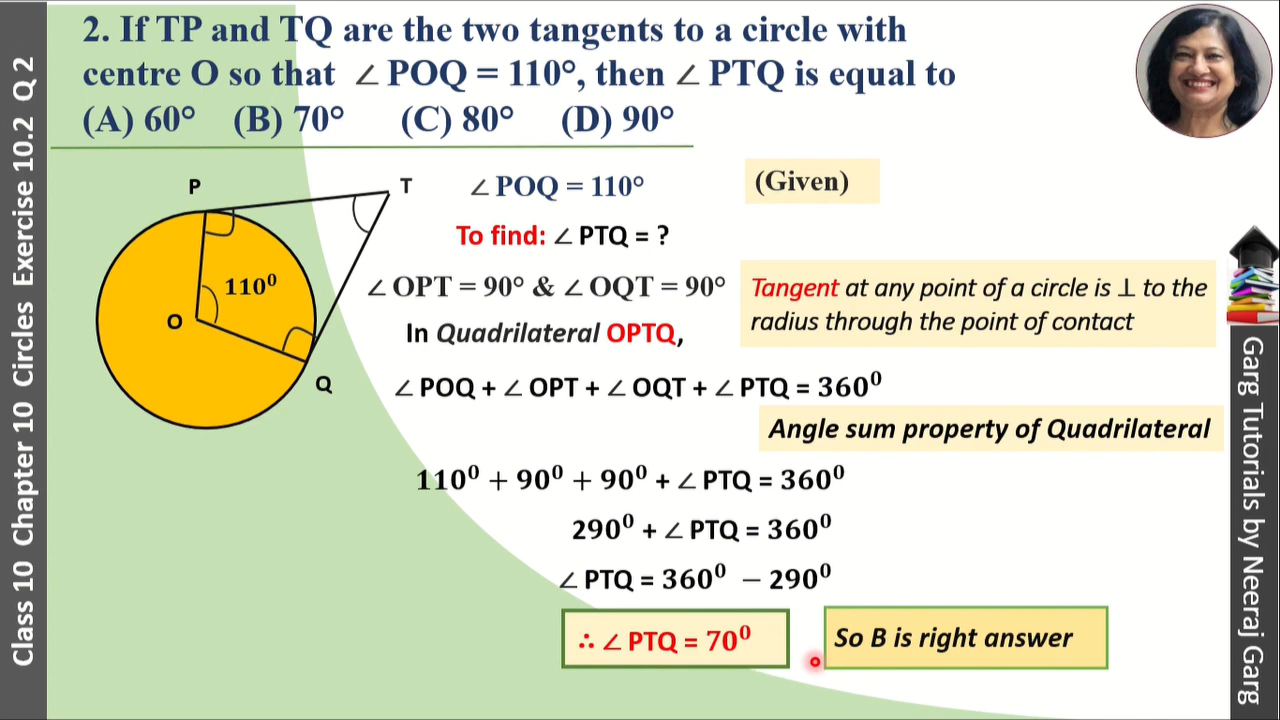 Class 10 Chapter 10 Circles Exercise 10.2 Q 2
2. If TP and TQ are the two tangents to a circle with
centre O so that ∠ POQ = 110°, then ∠ PTQ is equal to
(A) 60° (B) 70° (C) 80° (D) 90°
P
T
110⁰
O
Q
∠ POQ = 110° (Given)
To find: ∠ PTQ = ?
∠ OPT = 90° & ∠ OQT = 90°
Tangent at any point of a circle is ⊥ to the
radius through the point of contact
In Quadrilateral OPTQ,
∠ POQ + ∠ OPT + ∠ OQT + ∠ PTQ = 360⁰
Angle sum property of Quadrilateral
110⁰ + 90⁰ + 90⁰ + ∠ PTQ = 360⁰
290⁰ + ∠ PTQ = 360⁰
∠ PTQ = 360⁰ − 290⁰
∴ ∠ PTQ = 70⁰
So B is right answer
Garg Tutorials by Neeraj Garg